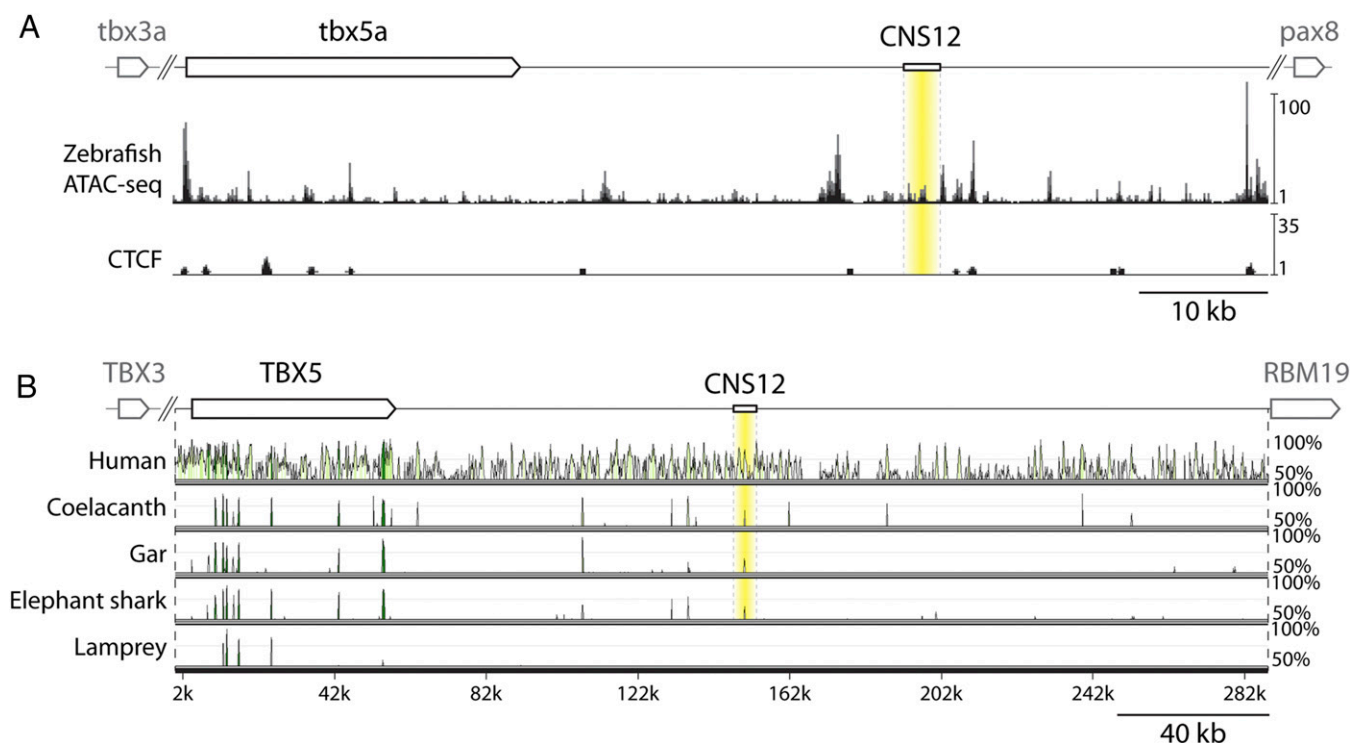 A
tbx3a tbx5a CNS12 pax8
Zebrafish
ATAC-seq
100
1
CTCF
35
1
10 kb
B
TBX3 TBX5 CNS12 RBM19
Human 100%
50%
Coelacanth 100%
50%
Gar 100%
50%
Elephant shark 100%
50%
Lamprey 100%
50%
2k 42k 82k 122k 162k 202k 242k 282k
40 kb